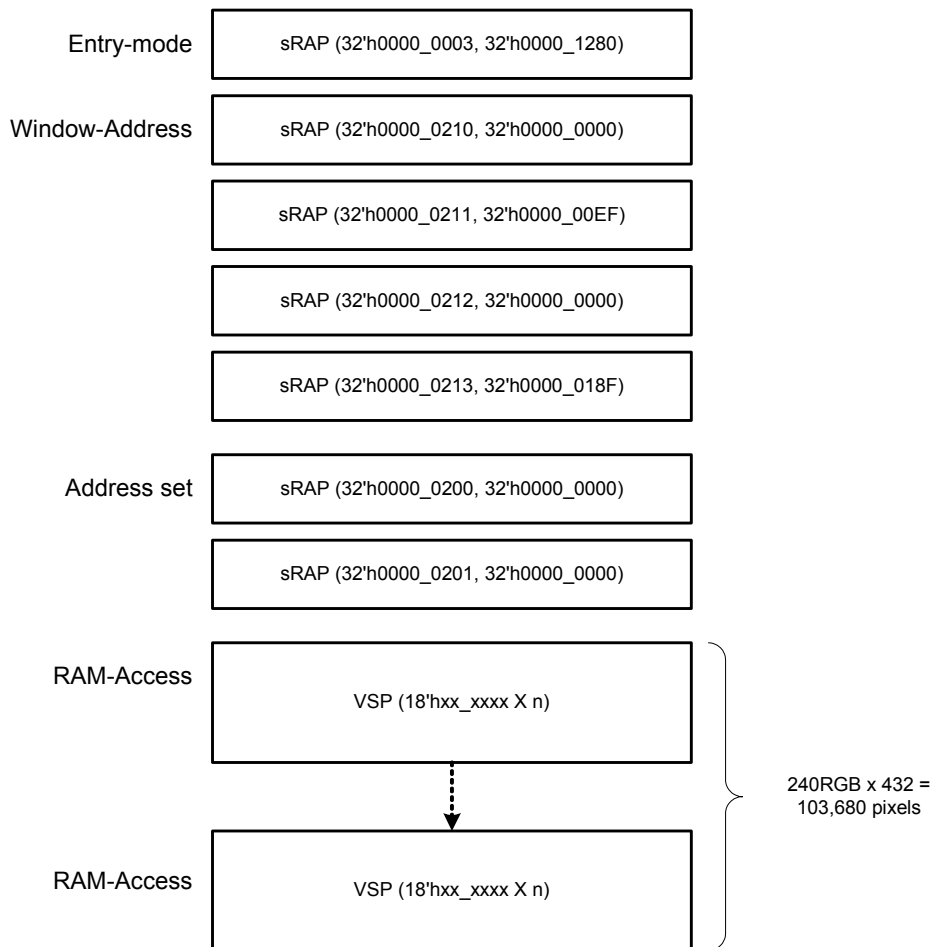 Entry-mode
sRAP (32'h0000_0003, 32'h0000_1280)
Window-Address
sRAP (32'h0000_0210, 32'h0000_0000)
sRAP (32'h0000_0211, 32'h0000_00EF)
sRAP (32'h0000_0212, 32'h0000_0000)
sRAP (32'h0000_0213, 32'h0000_018F)
Address set
sRAP (32'h0000_0200, 32'h0000_0000)
sRAP (32'h0000_0201, 32'h0000_0000)
RAM-Access
VSP (18'hxx_xxxx X n)
240RGB x 432 =
103,680 pixels
RAM-Access
VSP (18'hxx_xxxx X n)